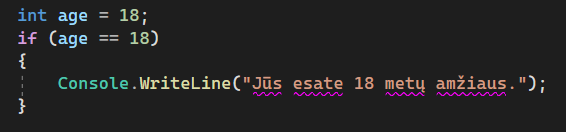 int age = 18;
if (age == 18)
{
    Console.WriteLine("Jūs esate 18 metų amžiaus.");
}